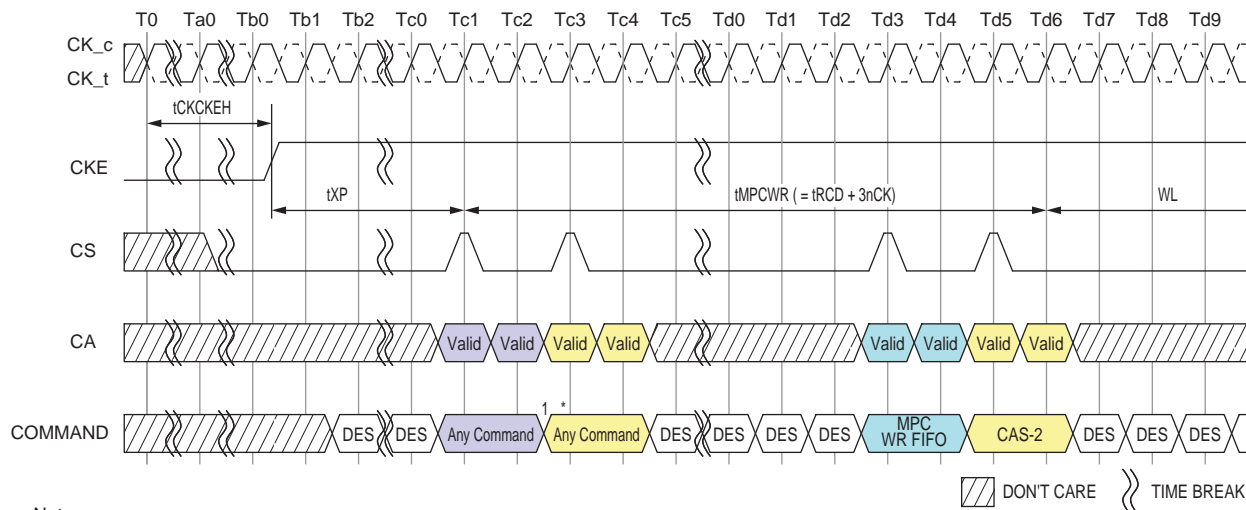 T0 Ta0 Tb0 Tb1 Tb2 Tc0 Tc1 Tc2 Tc3 Tc4 Tc5 Td0 Td1 Td2 Td3 Td4 Td5 Td6 Td7 Td8 Td9
CK_c
CK_t
tCKCKEH
CKE
tXP tMPCWR ( = tRCD + 3nCK) WL
CS
CA Valid Valid Valid Valid Valid Valid Valid Valid
1 *
COMMAND DES DES Any Command Any Command DES DES DES DES MPC WR FIFO CAS-2 DES DES DES
DON'T CARE TIME BREAK